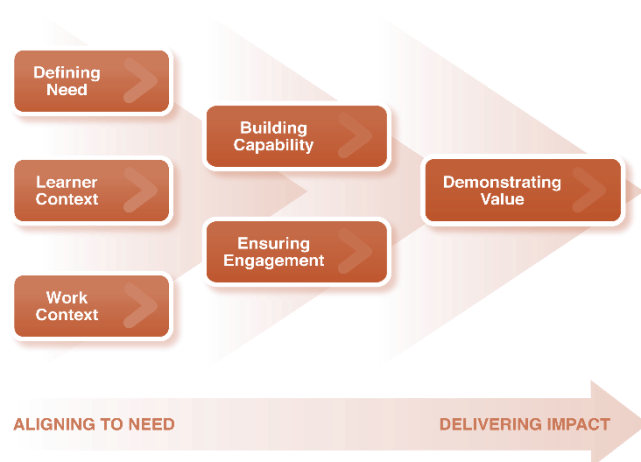 Defining
Need
Learner
Context
Work
Context
Building
Capability
Ensuring
Engagement
Demonstrating
Value
ALIGNING TO NEED
DELIVERING IMPACT